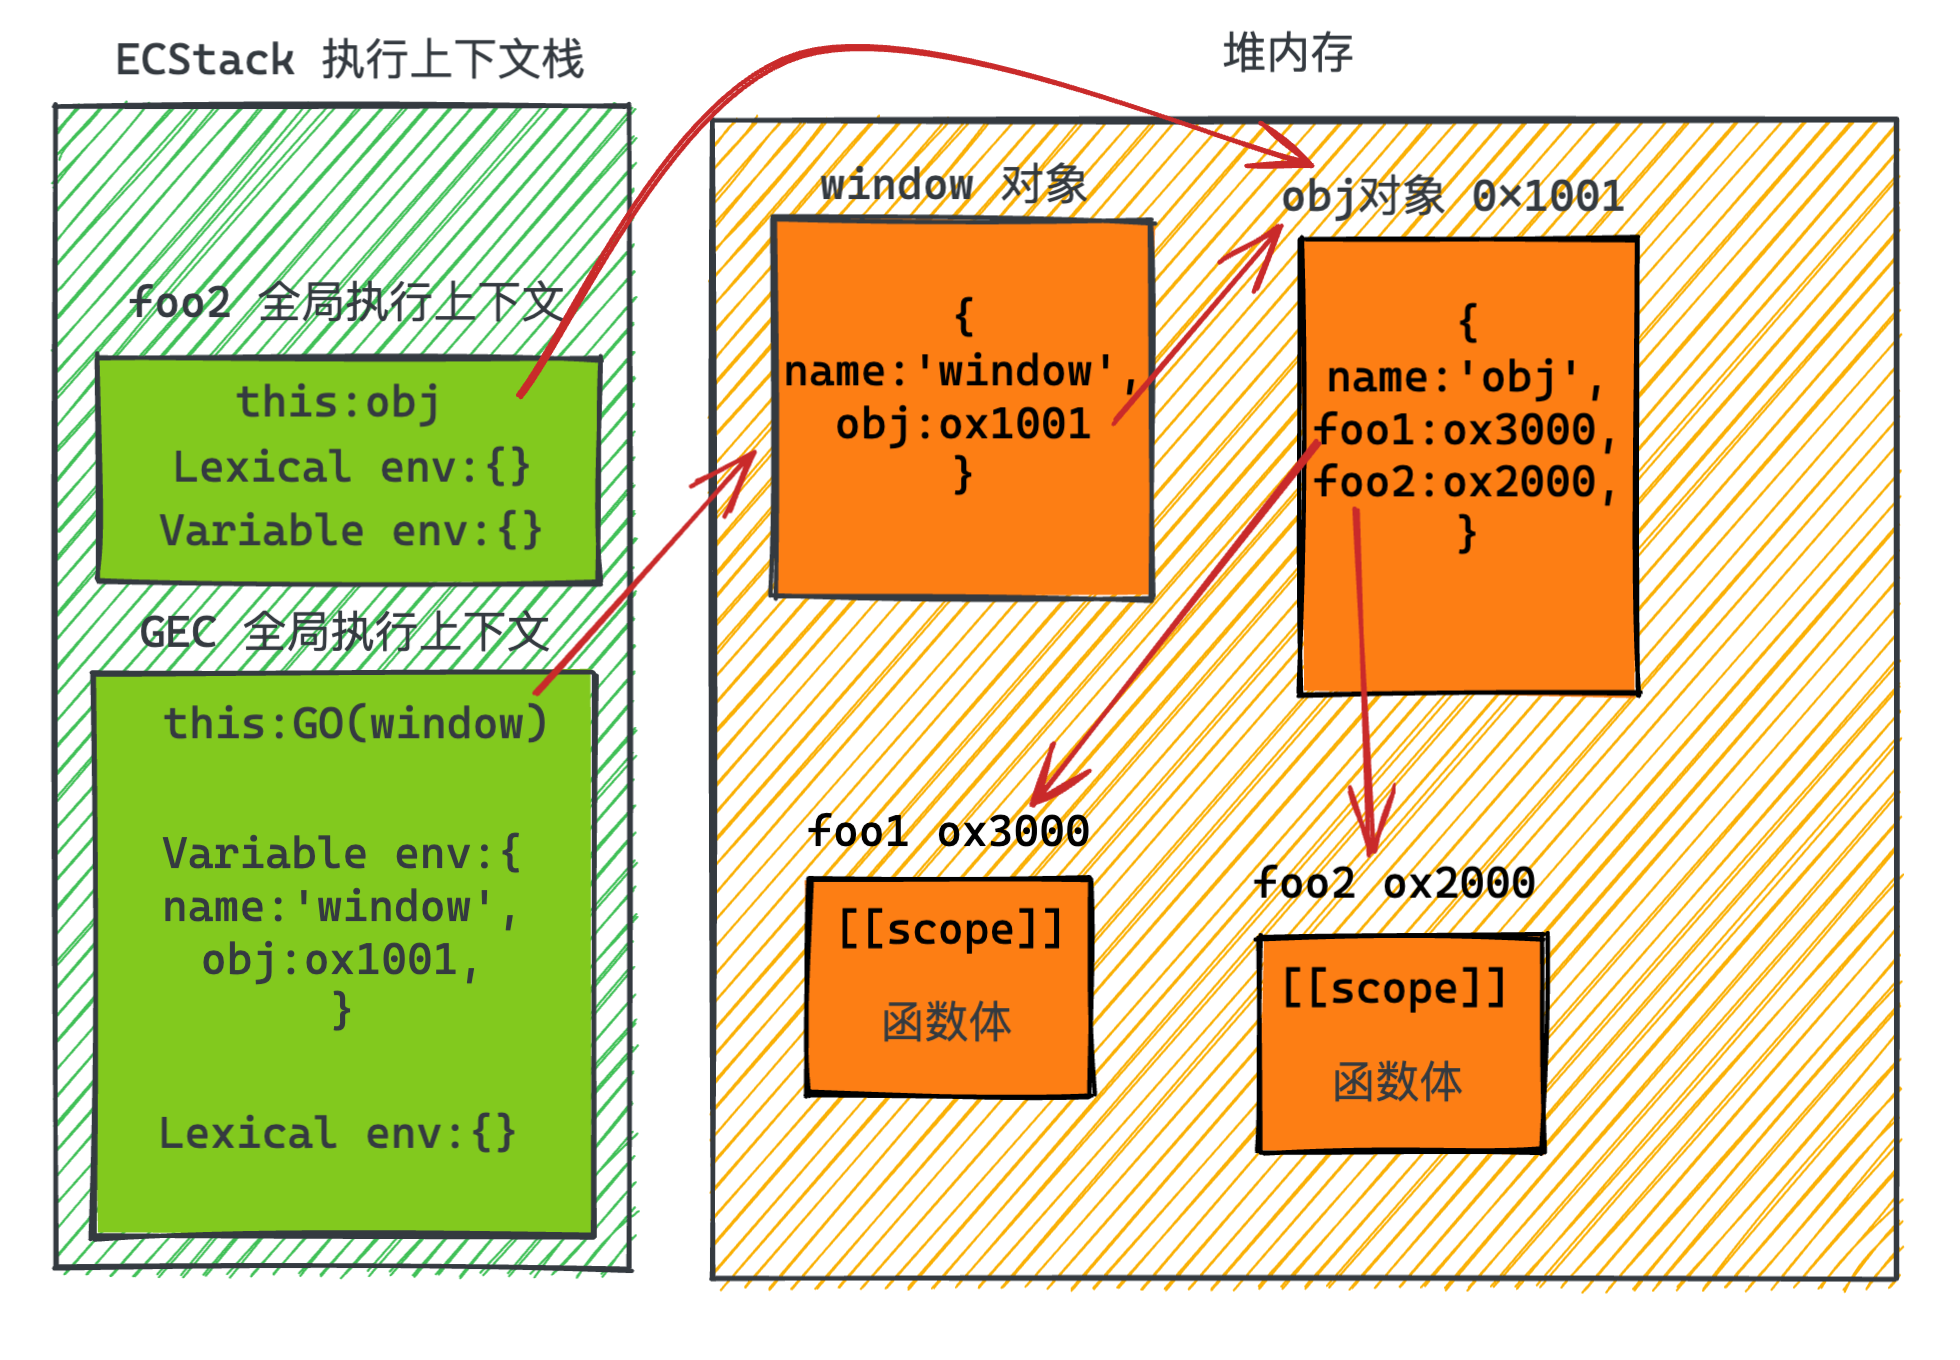 ECStack 执行上下文栈
foo2 全局执行上下文
this:obj
Lexical env:{}
Variable env:{}
GEC 全局执行上下文
this:GO(window)
Variable env:{
name:'window',
obj:ox1001,
}
Lexical env:{}
堆内存
window 对象
{
name:'window',
obj:ox1001
}
obj对象 0×1001
{
name:'obj',
foo1:ox3000,
foo2:ox2000,
}
foo1 ox3000
[[scope]]
函数体
foo2 ox2000
[[scope]]
函数体